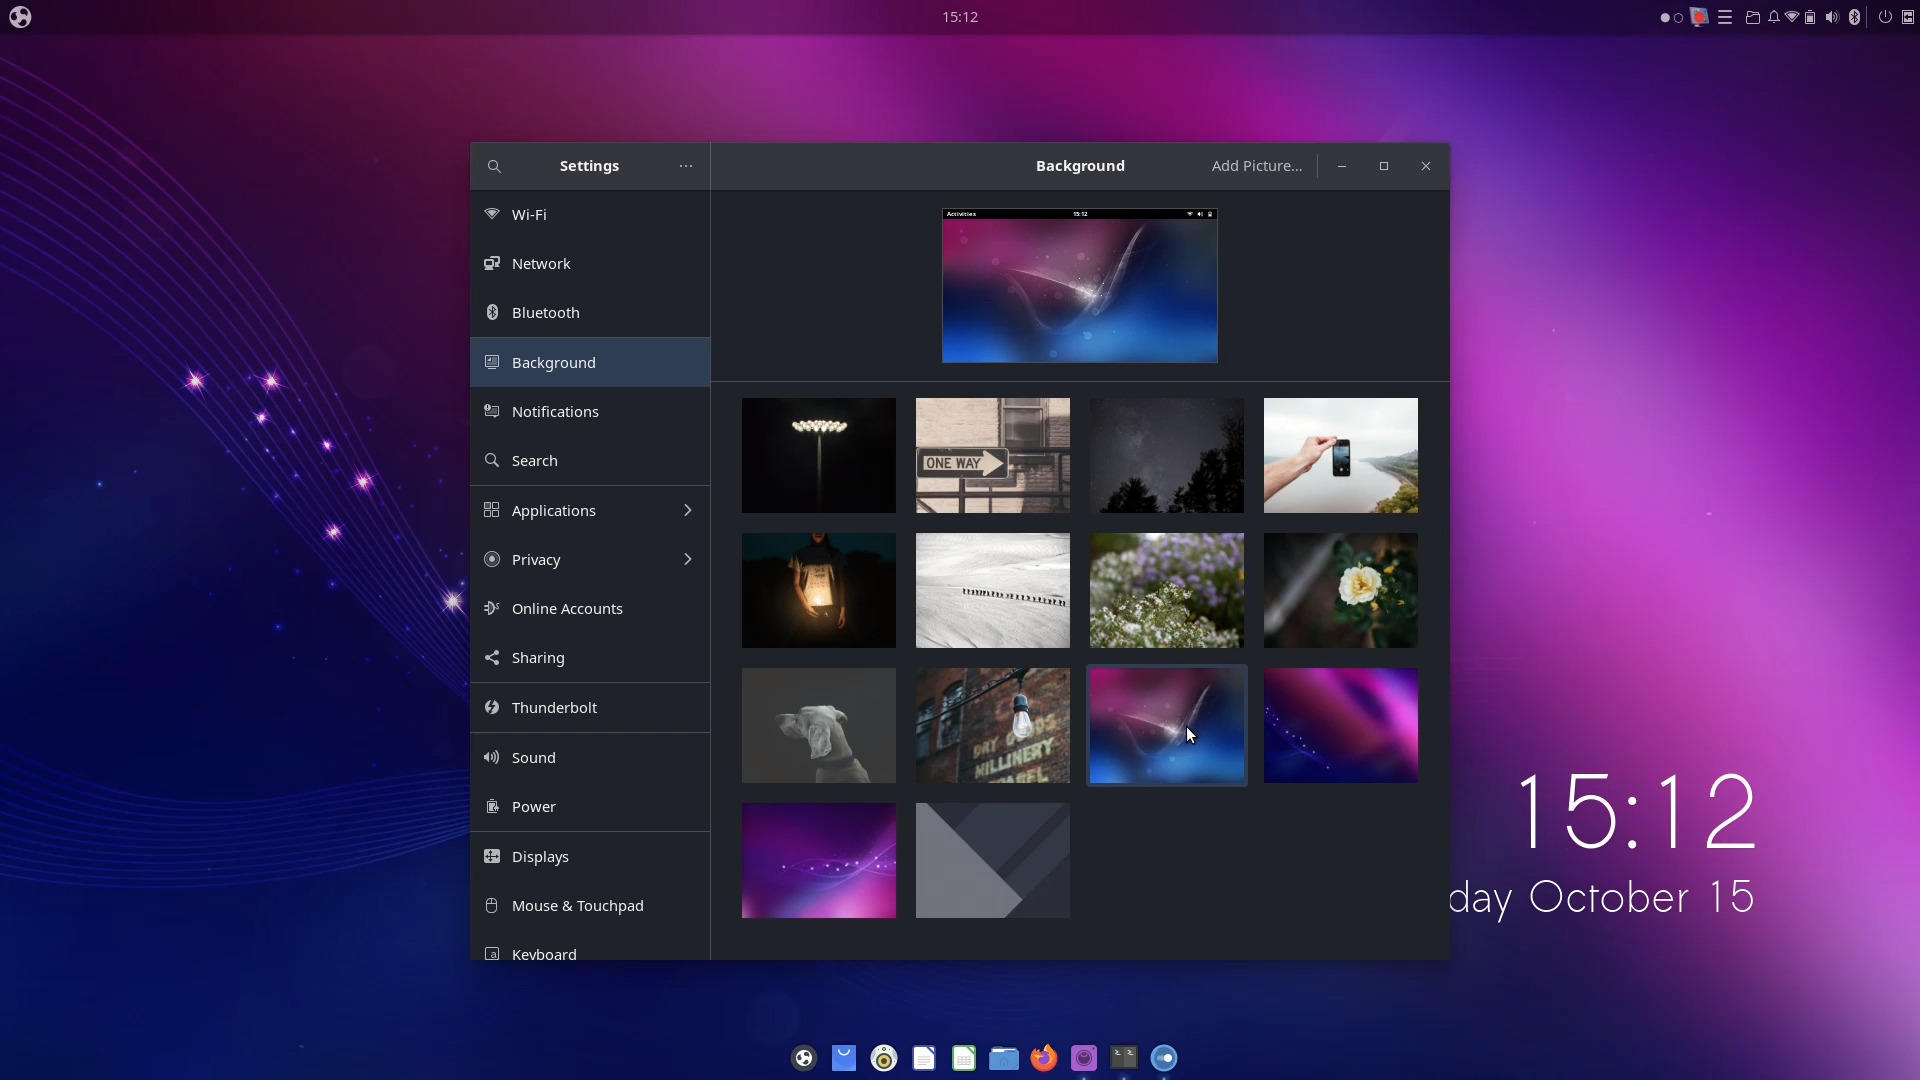 15:12
Settings
Background
Add Picture...
Wi-Fi
Network
Bluetooth
Background
Notifications
Search
Applications
Privacy
Online Accounts
Sharing
Thunderbolt
Sound
Power
Displays
Mouse & Touchpad
Keyboard
Activities
15:12
ONE WAY
DRY GOODS
MILLINERY
15:12
day October 15